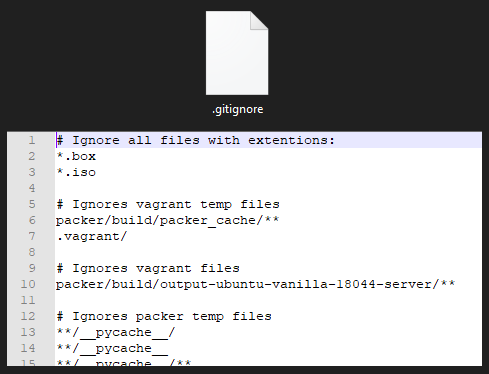 .gitignore
1 # Ignore all files with extentions:
2 *.box
3 *.iso
4
5 # Ignores vagrant temp files
6 packer/build/packer_cache/**
7 .vagrant/
8
9 # Ignores vagrant files
10 packer/build/output-ubuntu-vanilla-18044-server/**
11
12 # Ignores packer temp files
13 **/__pycache__/
14 **/__pycache__
15 **/__pycache__/**